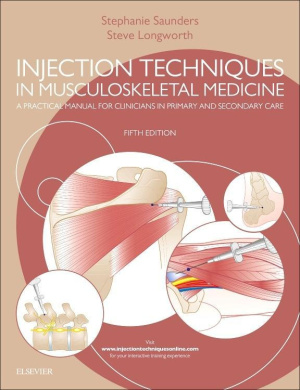 Stephanie Saunders
Steve Longworth
INJECTION TECHNIQUES
IN MUSCULOSKELETAL MEDICINE
A PRACTICAL MANUAL FOR CLINICIANS IN PRIMARY AND SECONDARY CARE
FIFTH EDITION
Visit
www.injectiontechniquesonline.com
for your interactive training experience
ELSEVIER